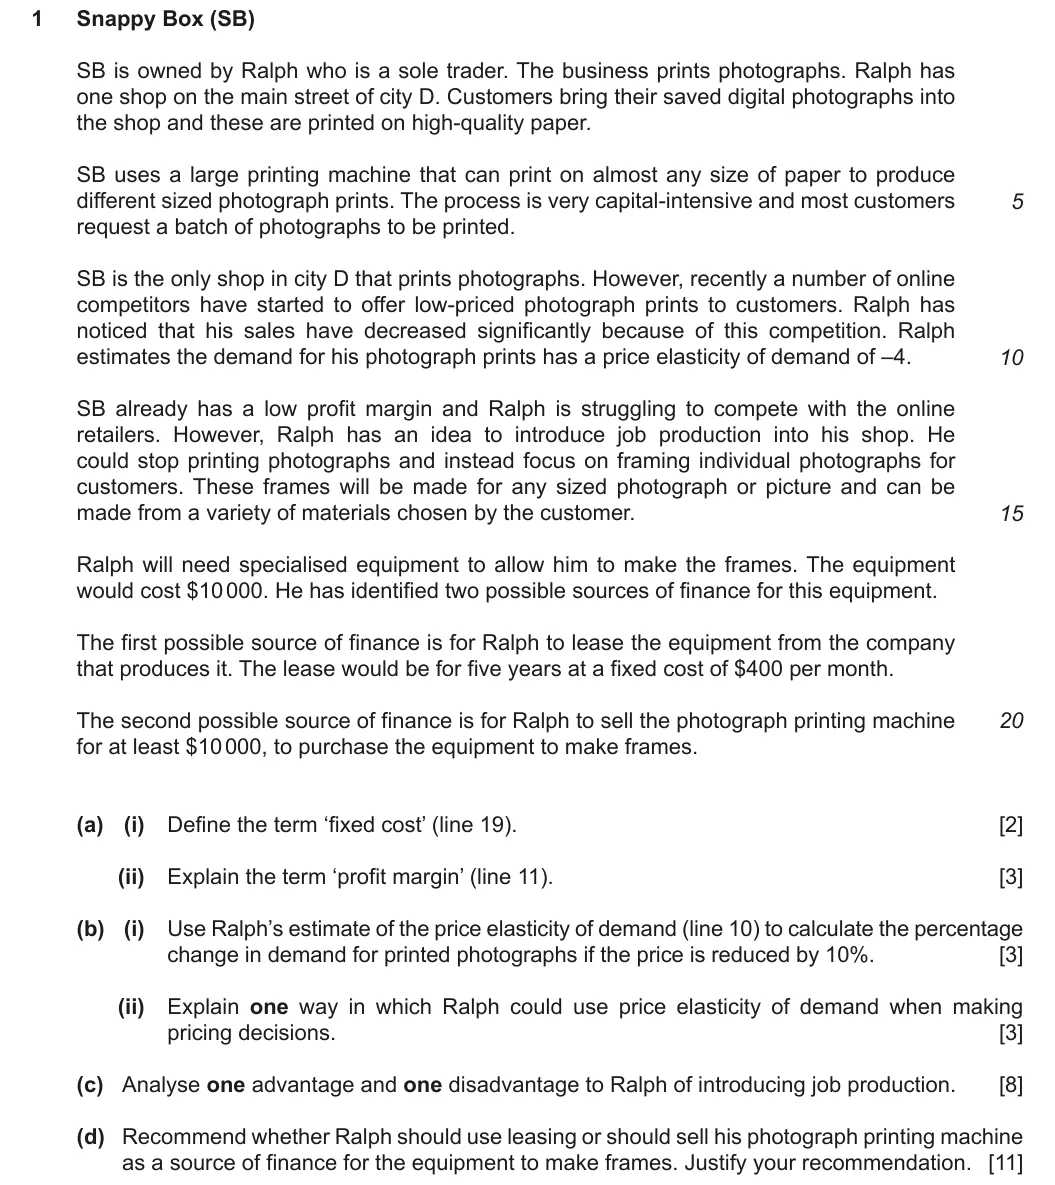 1 Snappy Box (SB)
SB is owned by Ralph who is a sole trader. The business prints photographs. Ralph has
one shop on the main street of city D. Customers bring their saved digital photographs into
the shop and these are printed on high-quality paper.
SB uses a large printing machine that can print on almost any size of paper to produce
different sized photograph prints. The process is very capital-intensive and most customers 5
request a batch of photographs to be printed.
SB is the only shop in city D that prints photographs. However, recently a number of online
competitors have started to offer low-priced photograph prints to customers. Ralph has
noticed that his sales have decreased significantly because of this competition. Ralph
estimates the demand for his photograph prints has a price elasticity of demand of –4. 10
SB already has a low profit margin and Ralph is struggling to compete with the online
retailers. However, Ralph has an idea to introduce job production into his shop. He
could stop printing photographs and instead focus on framing individual photographs for
customers. These frames will be made for any sized photograph or picture and can be
made from a variety of materials chosen by the customer. 15
Ralph will need specialised equipment to allow him to make the frames. The equipment
would cost $10 000. He has identified two possible sources of finance for this equipment.
The first possible source of finance is for Ralph to lease the equipment from the company
that produces it. The lease would be for five years at a fixed cost of $400 per month.
The second possible source of finance is for Ralph to sell the photograph printing machine 20
for at least $10 000, to purchase the equipment to make frames.
(a) (i) Define the term ‘fixed cost’ (line 19). [2]
(ii) Explain the term ‘profit margin’ (line 11). [3]
(b) (i) Use Ralph’s estimate of the price elasticity of demand (line 10) to calculate the percentage
change in demand for printed photographs if the price is reduced by 10%. [3]
(ii) Explain one way in which Ralph could use price elasticity of demand when making
pricing decisions. [3]
(c) Analyse one advantage and one disadvantage to Ralph of introducing job production. [8]
(d) Recommend whether Ralph should use leasing or should sell his photograph printing machine
as a source of finance for the equipment to make frames. Justify your recommendation. [11]